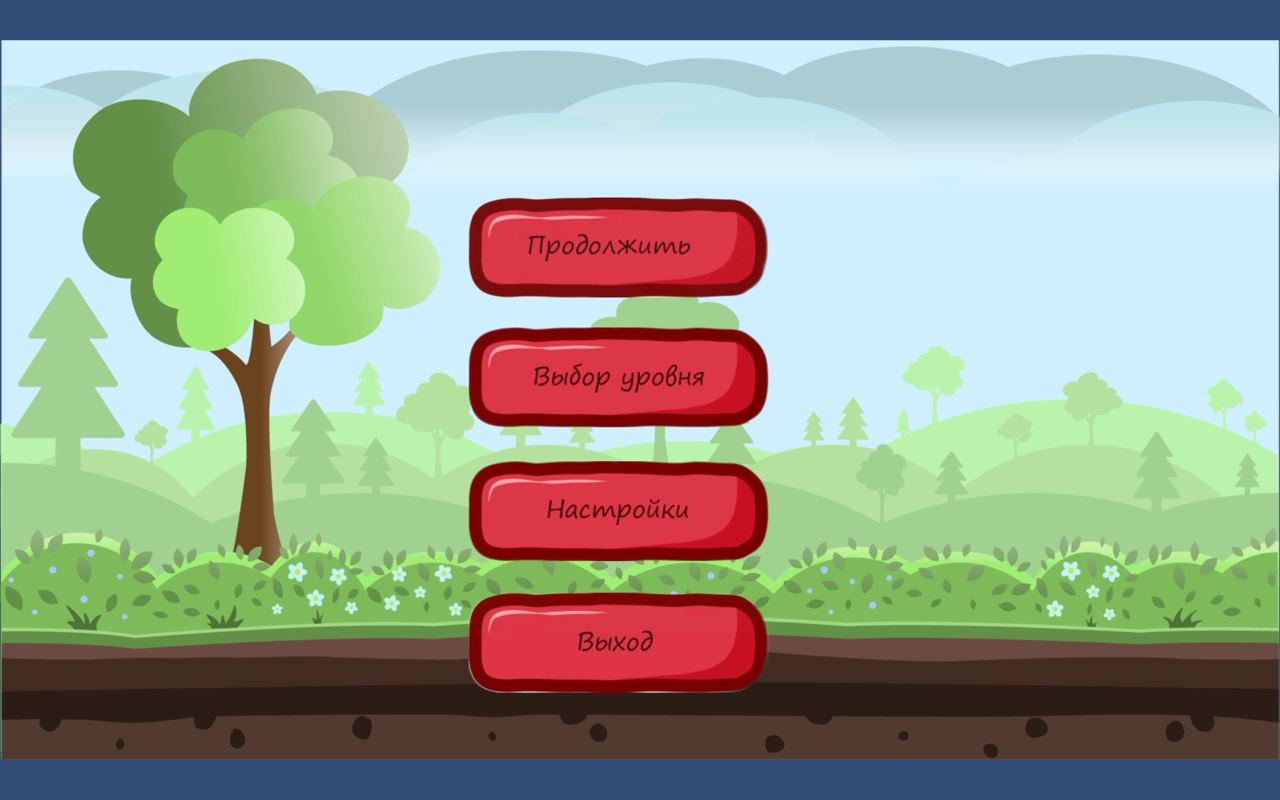 Продолжить
Выбор уровня
Настройки
Выход